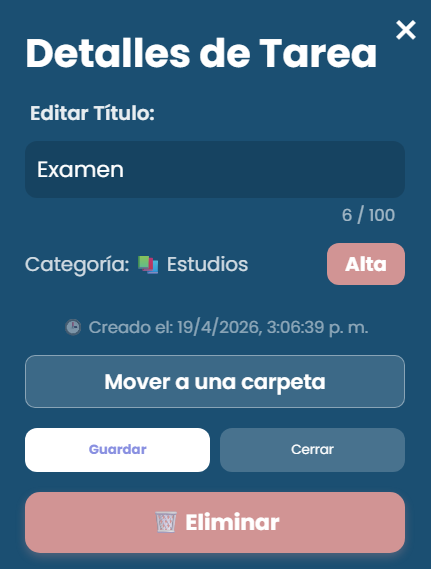 Detalles de Tarea ✕
Editar Título:
Examen
6 / 100
Categoría: 📚 Estudios Alta
🕒 Creado el: 19/4/2026, 3:06:39 p. m.
Mover a una carpeta
Guardar Cerrar
🗑️ Eliminar